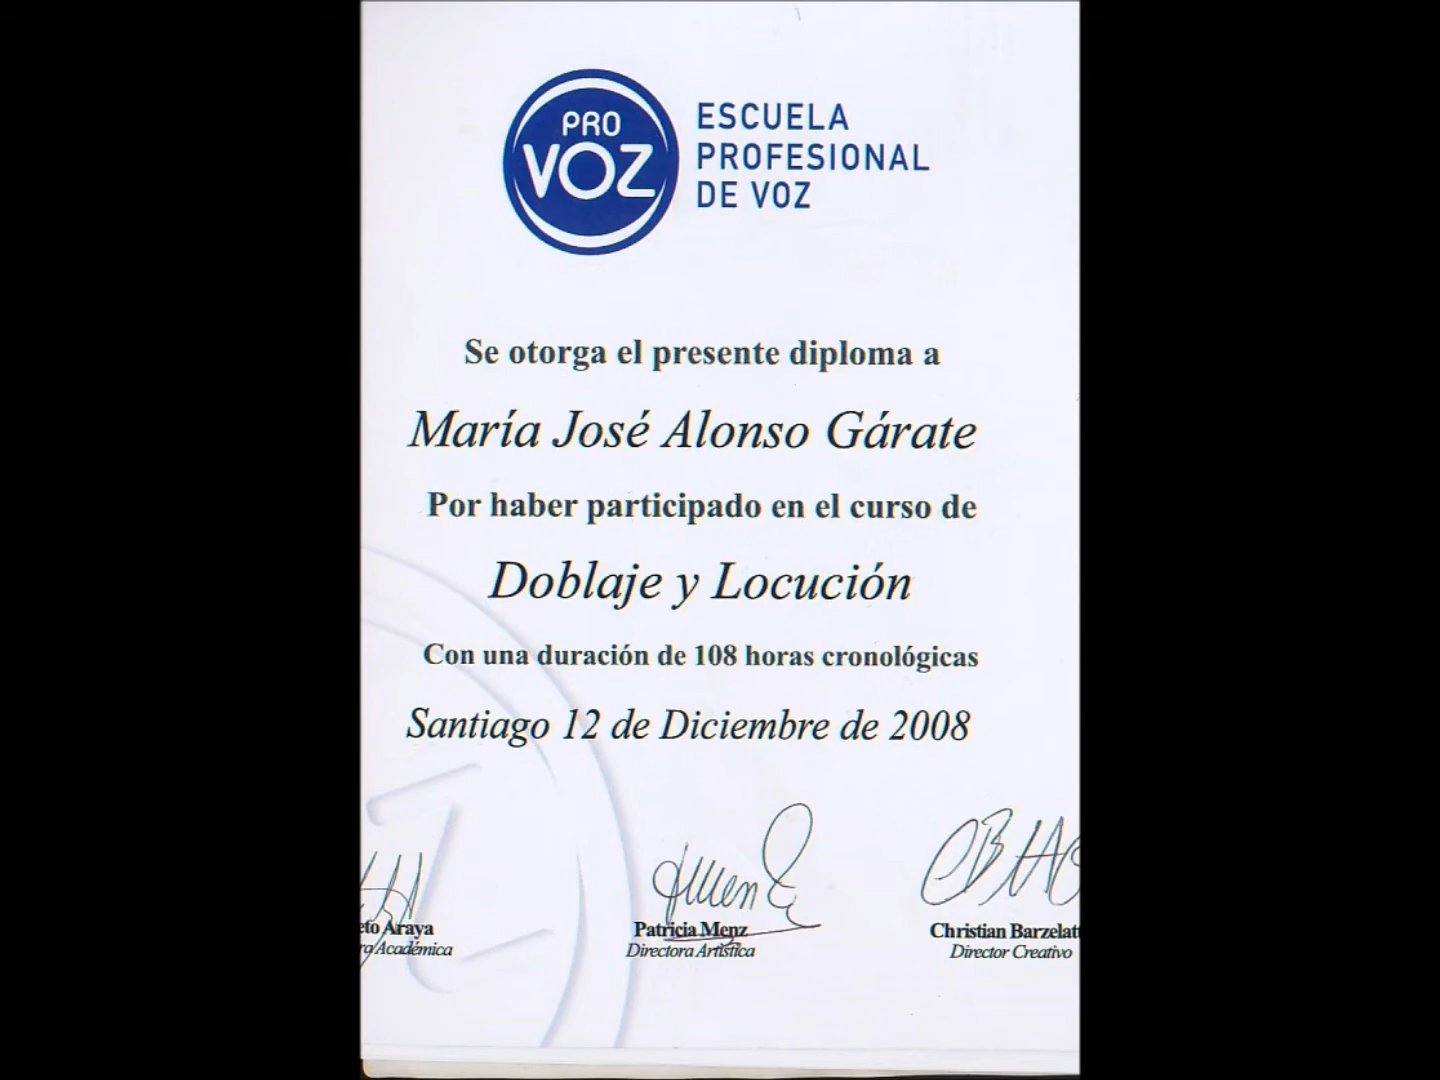 PRO
VOZ
ESCUELA
PROFESIONAL
DE VOZ
Se otorga el presente diploma a
María José Alonso Gárate
Por haber participado en el curso de
Doblaje y Locución
Con una duración de 108 horas cronológicas
Santiago 12 de Diciembre de 2008
Araya
Académica
Patricia Menz
Directora Artística
Christian
Director Creativo